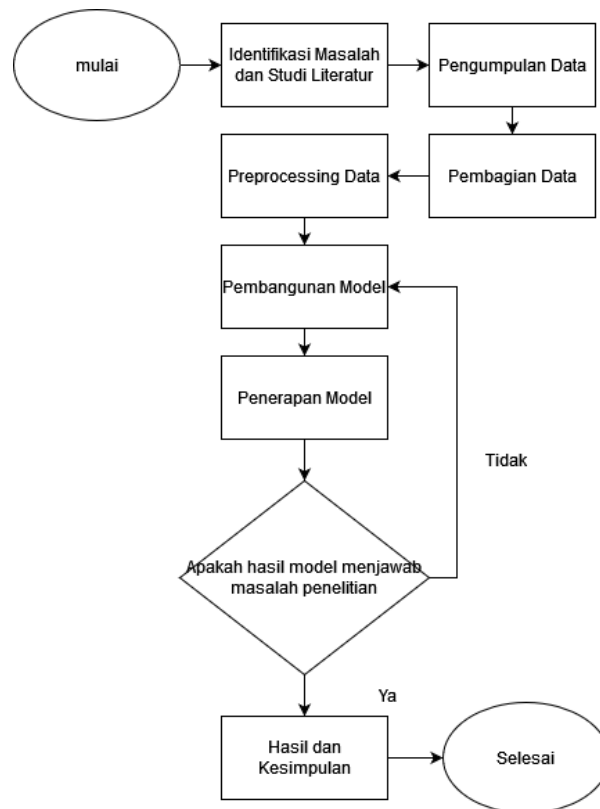 mulai
Identifikasi Masalah
dan Studi Literatur
Pengumpulan Data
Preprocessing Data
Pembagian Data
Pembangunan Model
Penerapan Model
Tidak
Apakah hasil model menjawab
masalah penelitian
Ya
Hasil dan
Kesimpulan
Selesai